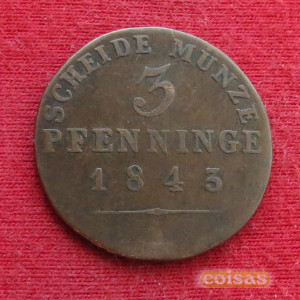 SCHEIDE MÜNZE
3
PFENNINGE
1843
coisas